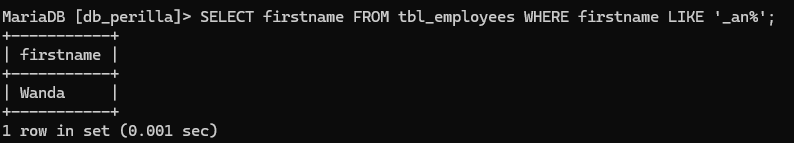 MariaDB [db_perilla]> SELECT firstname FROM tbl_employees WHERE firstname LIKE '_an%';
+-----------+
| firstname |
+-----------+
| Wanda     |
+-----------+
1 row in set (0.001 sec)